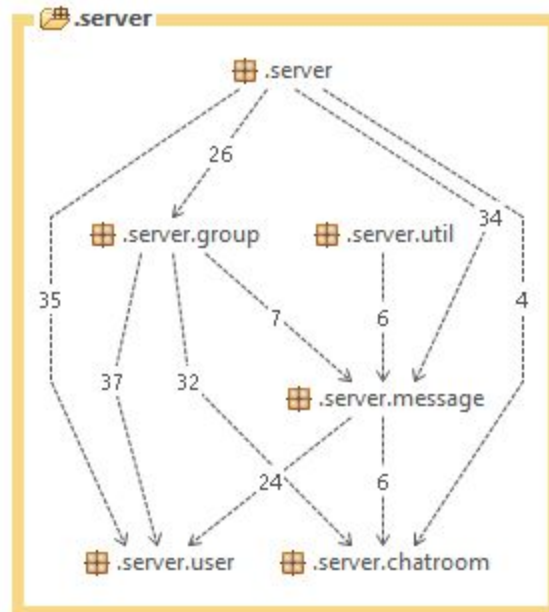 .server
.server
26
.server.group
.server.util
34
35
7
6
4
37
32
.server.message
24
6
.server.user
.server.chatroom